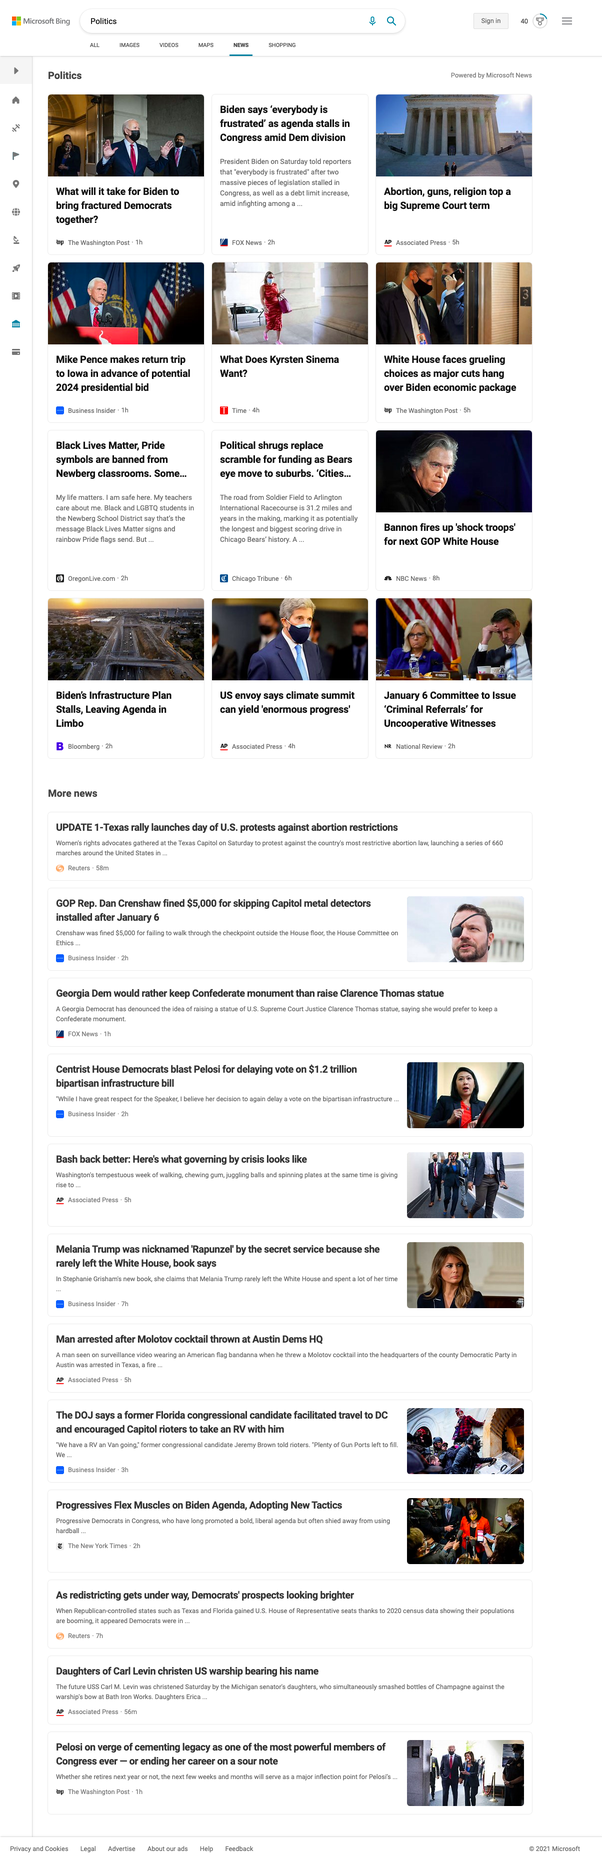 Microsoft Bing
Politics
Sign in
40
ALL IMAGES VIDEOS MAPS NEWS SHOPPING
Politics
Powered by Microsoft News
What will it take for Biden to
bring fractured Democrats
together?
The Washington Post · 1h
Biden says ‘everybody is
frustrated’ as agenda stalls in
Congress amid Dem division
President Biden on Saturday told reporters
that "everybody is frustrated" after two
massive pieces of legislation stalled in
Congress, as well as a debt limit increase,
amid infighting among a ...
FOX News · 2h
Abortion, guns, religion top a
big Supreme Court term
Associated Press · 5h
Mike Pence makes return trip
to Iowa in advance of potential
2024 presidential bid
Business Insider · 1h
What Does Kyrsten Sinema
Want?
Time · 4h
3
White House faces grueling
choices as major cuts hang
over Biden economic package
The Washington Post · 5h
Black Lives Matter, Pride
symbols are banned from
Newberg classrooms. Some...
My life matters. I am safe here. My teachers
care about me. Black and LGBTQ students in
the Newberg School District say that's the
message Black Lives Matter signs and
rainbow Pride flags send. But ...
OregonLive.com · 2h
Political shrugs replace
scramble for funding as Bears
eye move to suburbs. ‘Cities...
The road from Soldier Field to Arlington
International Racecourse is 31.2 miles and
years in the making, marking it as potentially
the longest and biggest scoring drive in
Chicago Bears’ history. A ...
Chicago Tribune · 6h
Bannon fires up 'shock troops'
for next GOP White House
NBC News · 8h
Biden’s Infrastructure Plan
Stalls, Leaving Agenda in
Limbo
Bloomberg · 2h
US envoy says climate summit
can yield 'enormous progress'
Associated Press · 4h
January 6 Committee to Issue
‘Criminal Referrals’ for
Uncooperative Witnesses
National Review · 2h
More news
UPDATE 1-Texas rally launches day of U.S. protests against abortion restrictions
Women's rights advocates gathered at the Texas Capitol on Saturday to protest against the country's most restrictive abortion law, launching a series of 660
marches around the United States in ...
Reuters · 58m
GOP Rep. Dan Crenshaw fined $5,000 for skipping Capitol metal detectors
installed after January 6
Crenshaw was fined $5,000 for failing to walk through the checkpoint outside the House floor, the House Committee on
Ethics ...
Business Insider · 2h
Georgia Dem would rather keep Confederate monument than raise Clarence Thomas statue
A Georgia Democrat has denounced the idea of raising a statue of U.S. Supreme Court Justice Clarence Thomas statue, saying she would prefer to keep a
Confederate monument.
FOX News · 1h
Centrist House Democrats blast Pelosi for delaying vote on $1.2 trillion
bipartisan infrastructure bill
"While I have great respect for the Speaker, I believe her decision to again delay a vote on the bipartisan infrastructure ...
Business Insider · 2h
Bash back better: Here's what governing by crisis looks like
Washington's tempestuous week of walking, chewing gum, juggling balls and spinning plates at the same time is giving
rise to ...
Associated Press · 5h
Melania Trump was nicknamed 'Rapunzel' by the secret service because she
rarely left the White House, book says
In Stephanie Grisham's new book, she claims that Melania Trump rarely left the White House and spent a lot of her time
...
Business Insider · 7h
Man arrested after Molotov cocktail thrown at Austin Dems HQ
A man seen on surveillance video wearing an American flag bandanna when he threw a Molotov cocktail into the headquarters of the county Democratic Party in
Austin was arrested in Texas, a fire ...
Associated Press · 5h
The DOJ says a former Florida congressional candidate facilitated travel to DC
and encouraged Capitol rioters to take an RV with him
"We have a RV an Van going," former congressional candidate Jeremy Brown told rioters. "Plenty of Gun Ports left to fill.
We ...
Business Insider · 3h
Progressives Flex Muscles on Biden Agenda, Adopting New Tactics
Progressive Democrats in Congress, who have long promoted a bold, liberal agenda but often shied away from using
hardball ...
The New York Times · 2h
As redistricting gets under way, Democrats' prospects looking brighter
When Republican-controlled states such as Texas and Florida gained U.S. House of Representative seats thanks to 2020 census data showing their populations
are booming, it appeared Democrats were in ...
Reuters · 7h
Daughters of Carl Levin christen US warship bearing his name
The future USS Carl M. Levin was christened Saturday by the Michigan senator's daughters, who simultaneously smashed bottles of Champagne against the
warship's bow at Bath Iron Works. Daughters Erica ...
Associated Press · 56m
Pelosi on verge of cementing legacy as one of the most powerful members of
Congress ever — or ending her career on a sour note
Whether she retires next year or not, the next few weeks and months will serve as a major inflection point for Pelosi's ...
The Washington Post · 1h
Privacy and Cookies Legal Advertise About our ads Help Feedback
© 2021 Microsoft